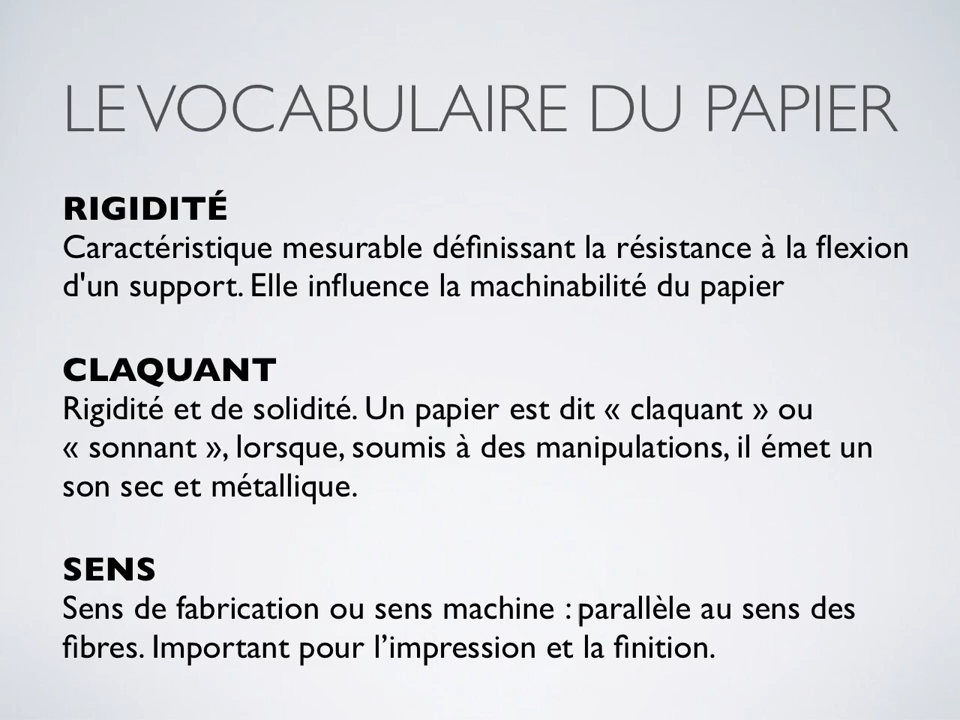 LE VOCABULAIRE DU PAPIER
RIGIDITÉ
Caractéristique mesurable définissant la résistance à la flexion
d'un support. Elle influence la machinabilité du papier
CLAQUANT
Rigidité et de solidité. Un papier est dit « claquant » ou
« sonnant », lorsque, soumis à des manipulations, il émet un
son sec et métallique.
SENS
Sens de fabrication ou sens machine : parallèle au sens des
fibres. Important pour l’impression et la finition.